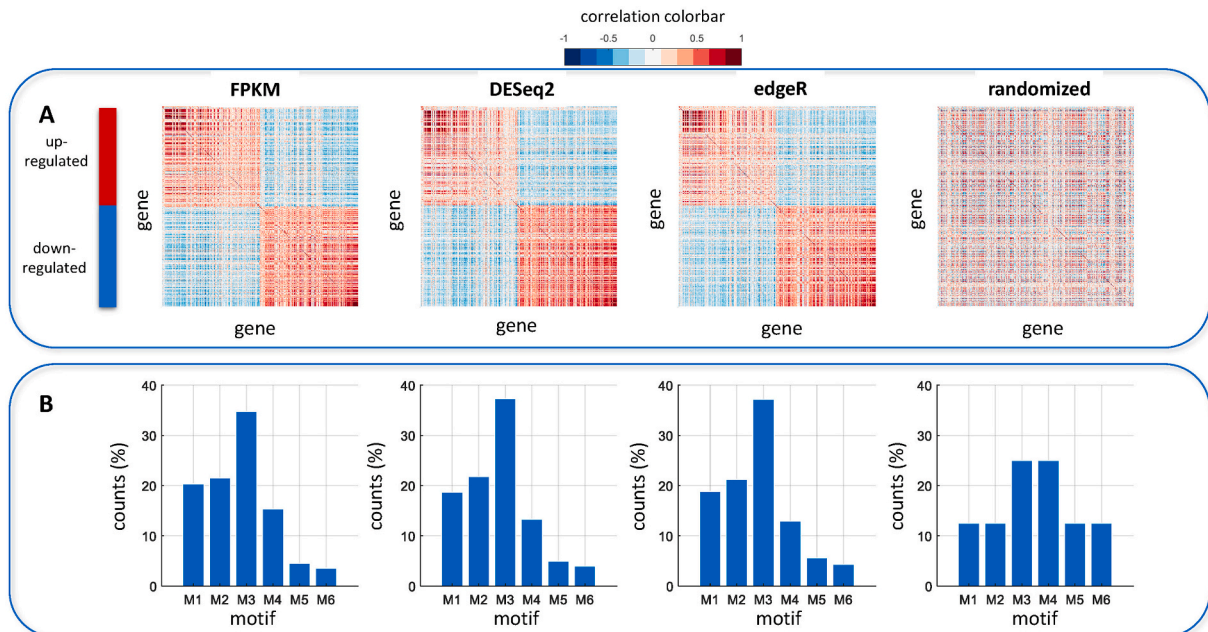 correlation colorbar
-1 -0.5 0 0.5 1
A
FPKM DESeq2 edgeR randomized
up-
regulated
down-
regulated
gene gene gene gene
gene gene gene gene
B
40 40 40 40
30 30 30 30
20 20 20 20
10 10 10 10
0 0 0 0
counts (%) counts (%) counts (%) counts (%)
M1 M2 M3 M4 M5 M6 M1 M2 M3 M4 M5 M6 M1 M2 M3 M4 M5 M6 M1 M2 M3 M4 M5 M6
motif motif motif motif